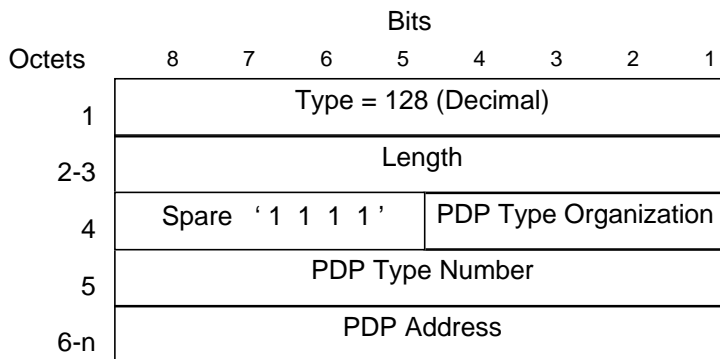 Bits
Octets 8 7 6 5 4 3 2 1
1 Type = 128 (Decimal)
2-3 Length
4 Spare ‘ 1 1 1 1 ’ PDP Type Organization
5 PDP Type Number
6-n PDP Address